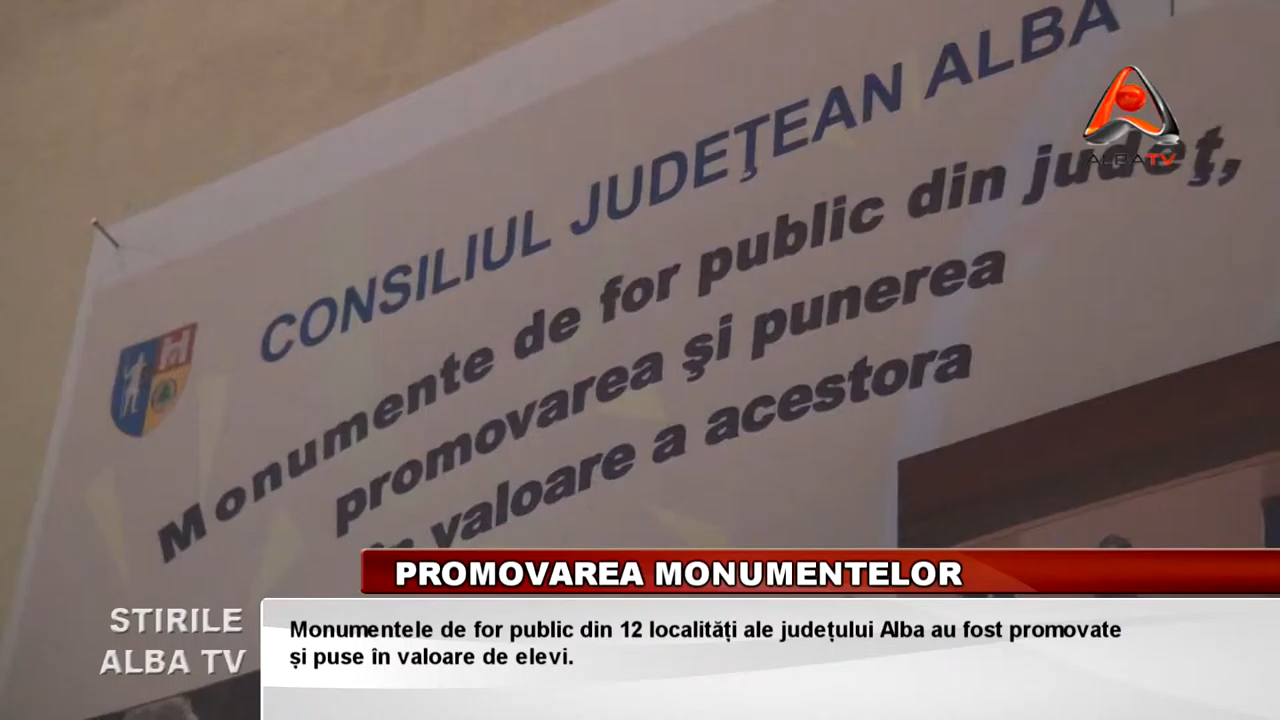 CONSILIUL JUDEŢEAN ALBA
ALBA TV
Monumente de for public din judeţ,
promovarea şi punerea
în valoare a acestora
PROMOVAREA MONUMENTELOR
STIRILE
ALBA TV
Monumentele de for public din 12 localități ale județului Alba au fost promovate
și puse în valoare de elevi.